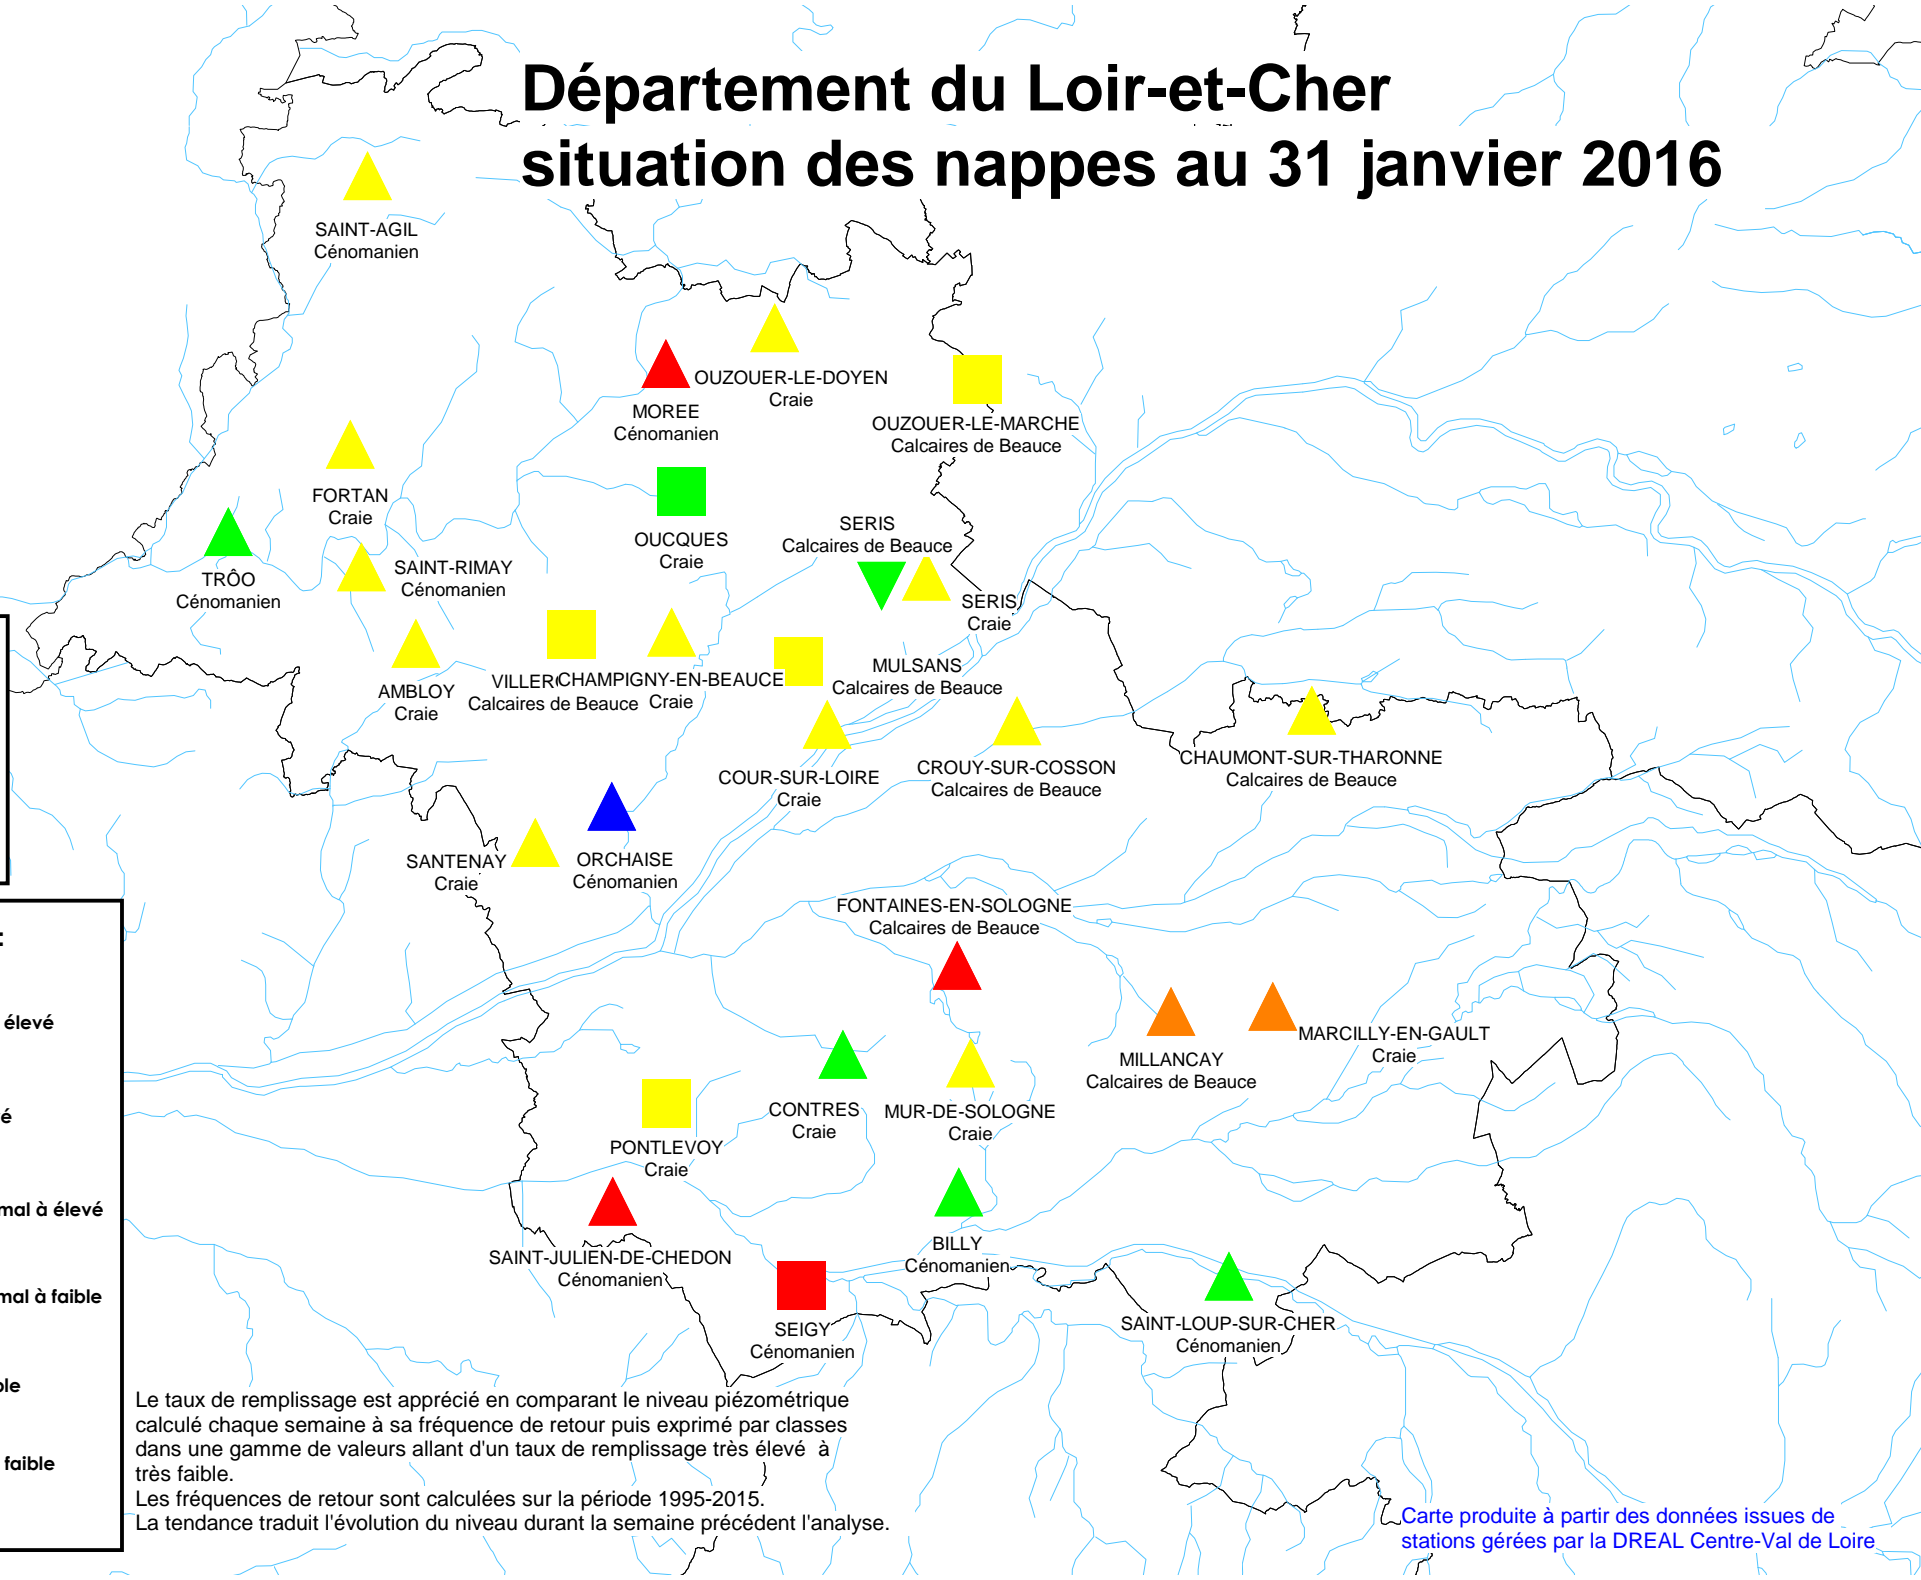 Département du Loir-et-Cher
situation des nappes au 31 janvier 2016
SAINT-AGIL
Cénomanien
OUZOUER-LE-DOYEN
Craie
MOREE
Cénomanien
OUZOUER-LE-MARCHE
Calcaires de Beauce
FORTAN
Craie
OUCQUES
Craie
SERIS
Calcaires de Beauce
TRÔO
Cénomanien
SAINT-RIMAY
Cénomanien
SERIS
Craie
AMBLOY
Craie
Calcaires de Beauce
CHAMPIGNY-EN-BEAUCE
Craie
MULSANS
Calcaires de Beauce
COUR-SUR-LOIRE
Craie
CROUY-SUR-COSSON
Calcaires de Beauce
CHAUMONT-SUR-THARONNE
Calcaires de Beauce
SANTENAY
Craie
ORCHAISE
Cénomanien
FONTAINES-EN-SOLOGNE
Calcaires de Beauce
MILLANCAY
Calcaires de Beauce
MARCILLY-EN-GAULT
Craie
CONTRES
Craie
MUR-DE-SOLOGNE
Craie
PONTLEVOY
Craie
SAINT-JULIEN-DE-CHEDON
Cénomanien
BILLY
Cénomanien
SEIGY
Cénomanien
SAINT-LOUP-SUR-CHER
Cénomanien
:
élevé
é
mal à élevé
mal à faible
ble
faible
Le taux de remplissage est apprécié en comparant le niveau piézométrique
calculé chaque semaine à sa fréquence de retour puis exprimé par classes
dans une gamme de valeurs allant d'un taux de remplissage très élevé à
très faible.
Les fréquences de retour sont calculées sur la période 1995-2015.
La tendance traduit l'évolution du niveau durant la semaine précédent l'analyse.
Carte produite à partir des données issues de
stations gérées par la DREAL Centre-Val de Loire